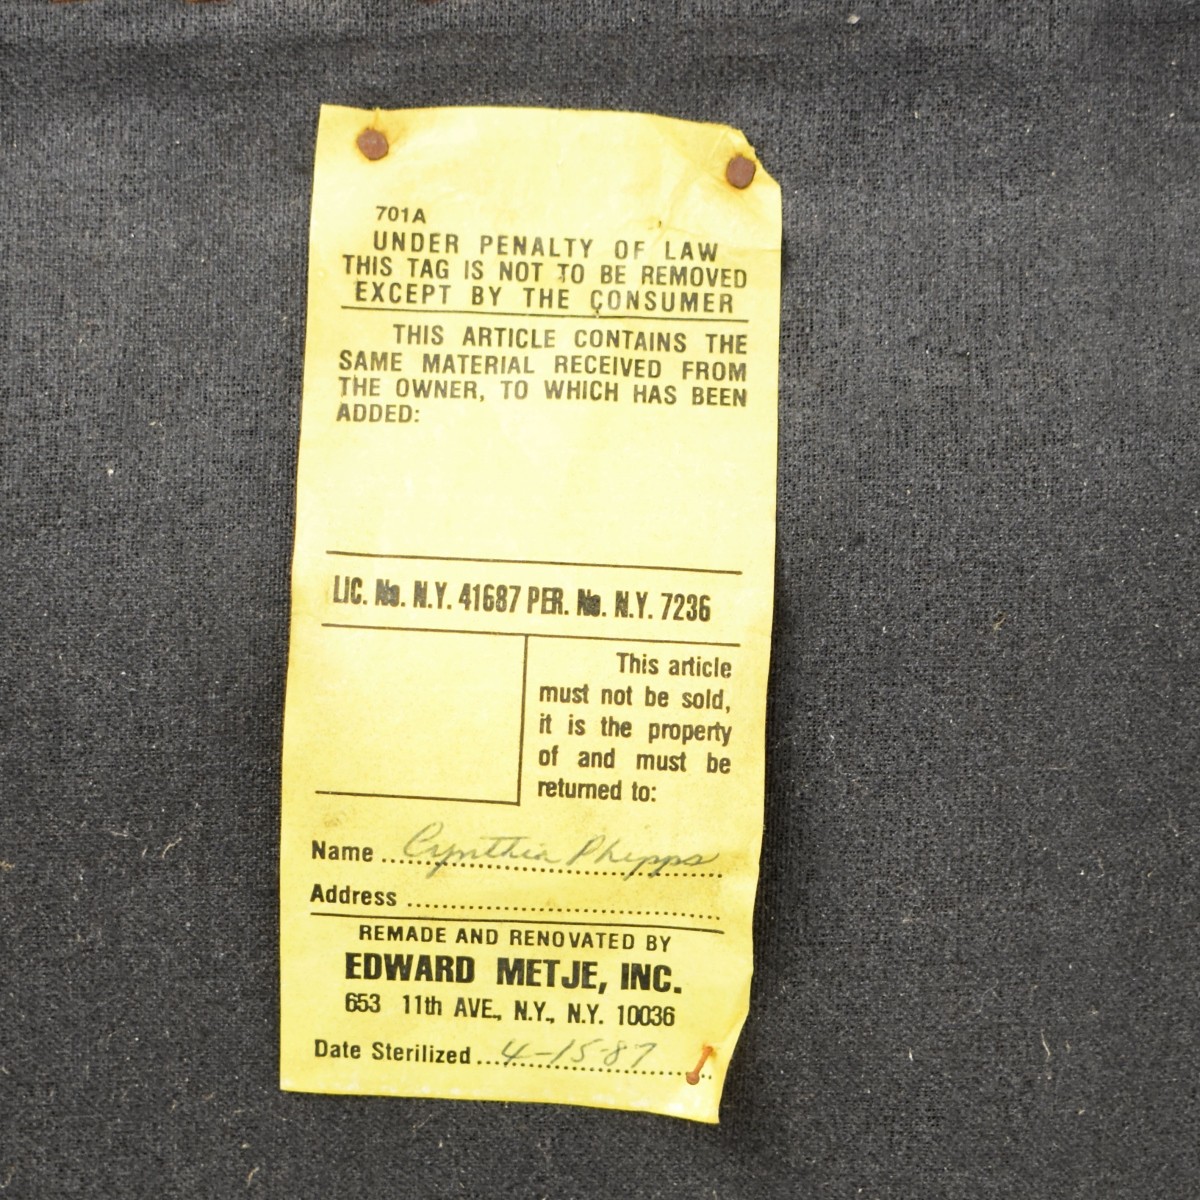 701A
UNDER PENALTY OF LAW
THIS TAG IS NOT TO BE REMOVED
EXCEPT BY THE CONSUMER
THIS ARTICLE CONTAINS THE
SAME MATERIAL RECEIVED FROM
THE OWNER, TO WHICH HAS BEEN
ADDED:
LIC. No. N.Y. 41687 PER. No. N.Y. 7236
This article
must not be sold,
it is the property
of and must be
returned to:
Name ... Cynthia Phipps
Address ...
REMADE AND RENOVATED BY
EDWARD METJE, INC.
653 11th AVE., N.Y., N.Y. 10036
Date Sterilized ... 4-15-87